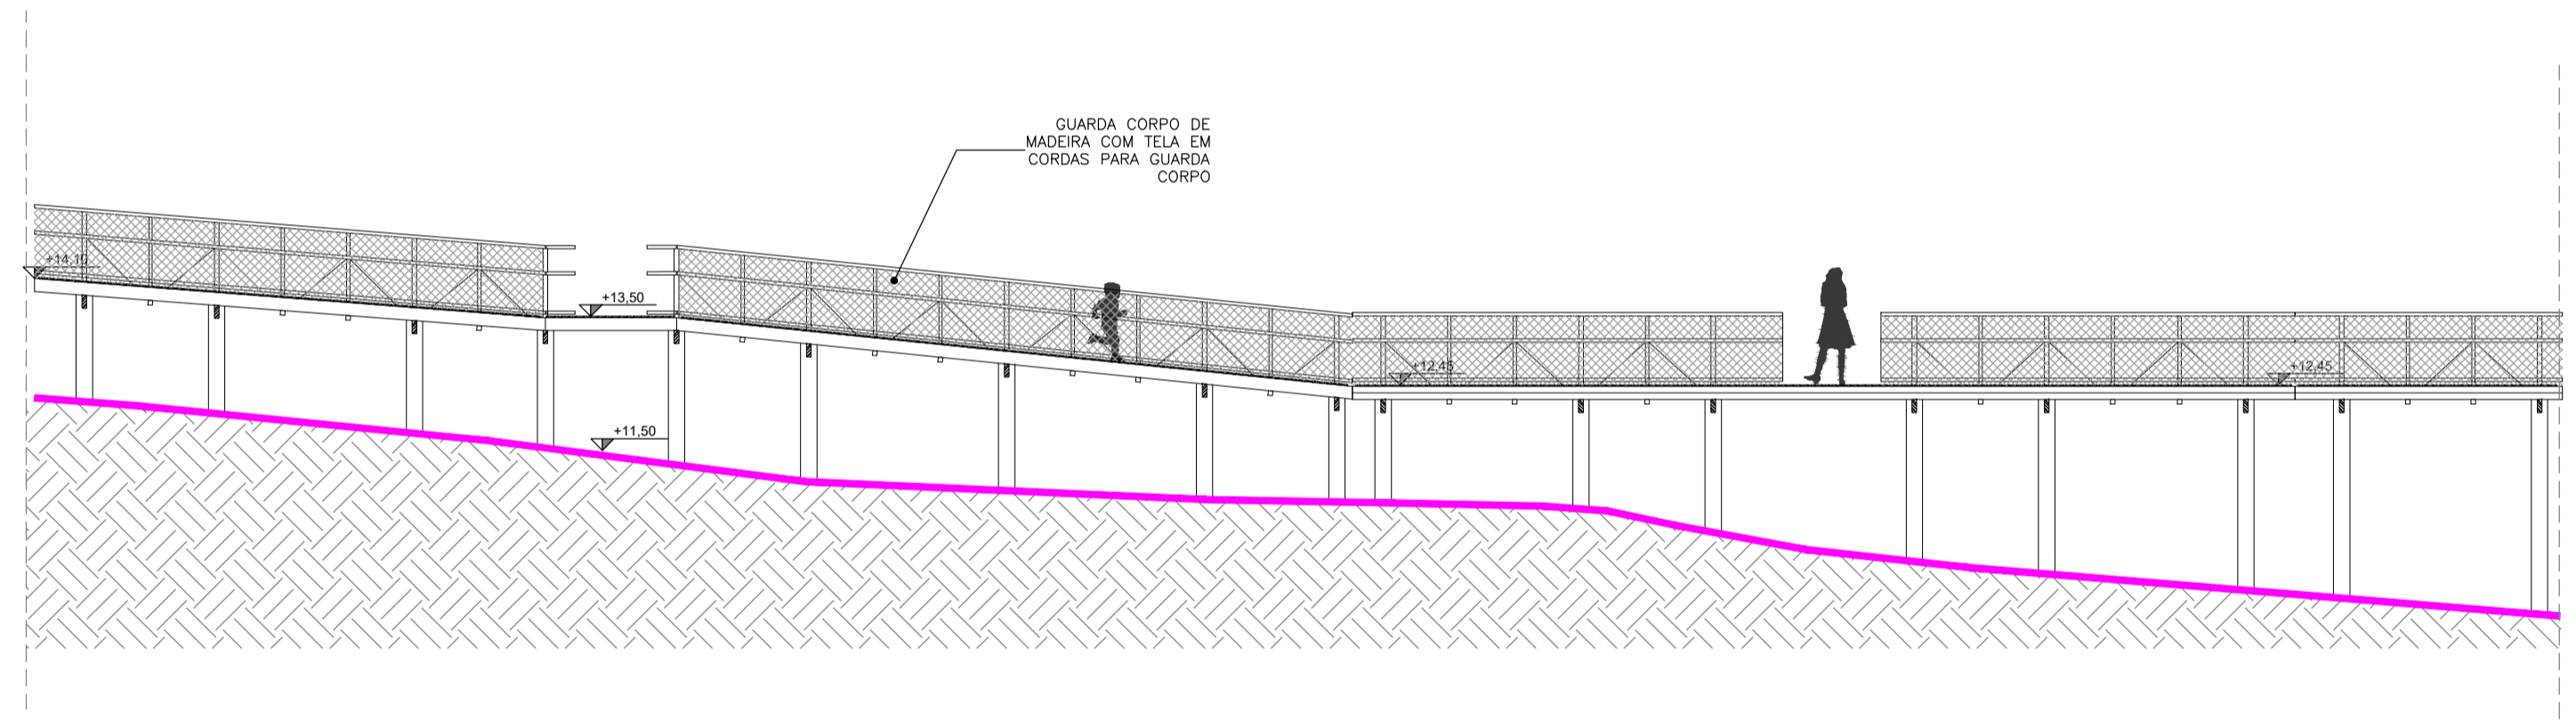 GUARDA CORPO DE
MADEIRA COM TELA EM
CORDAS PARA GUARDA
CORPO
+14,10
+13,50
+12,45
+12,45
+11,50